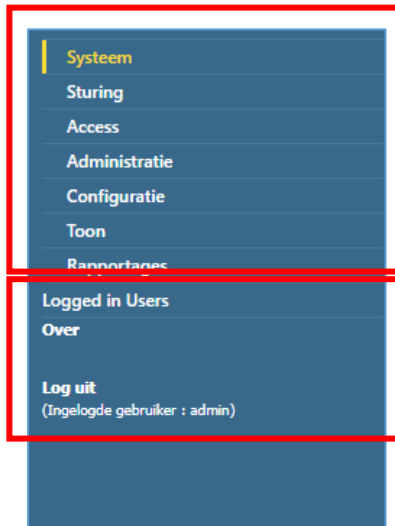 Systeem
Sturing
Access
Administratie
Configuratie
Toon
Rapportages
Logged in Users
Over
Log uit
(Ingelogde gebruiker : admin)